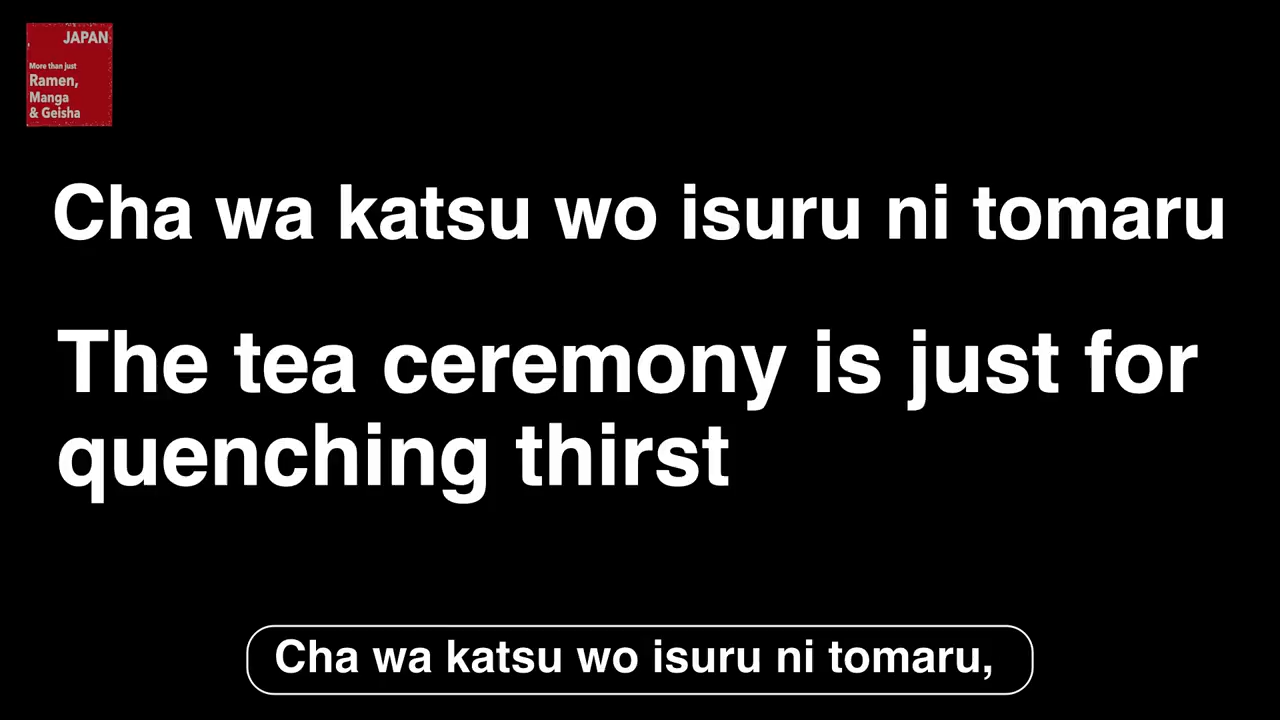 JAPAN
More than just
Ramen,
Manga
& Geisha
Cha wa katsu wo isuru ni tomaru
The tea ceremony is just for
quenching thirst
Cha wa katsu wo isuru ni tomaru,